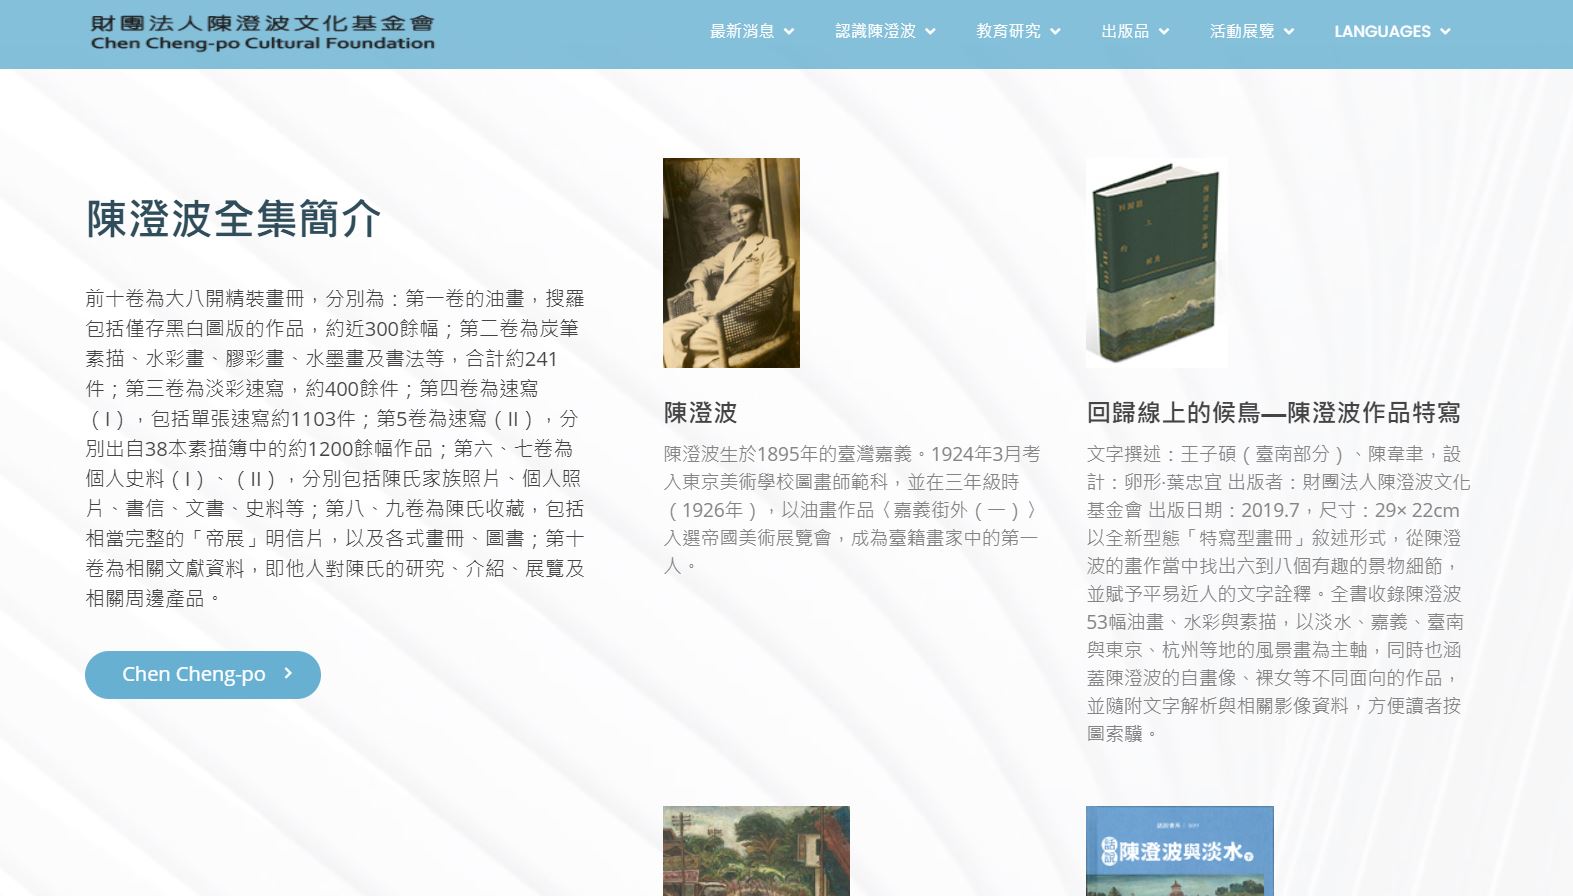 財團法人陳澄波文化基金會
Chen Cheng-po Cultural Foundation
最新消息
認識陳澄波
教育研究
出版品
活動展覽
LANGUAGES
陳澄波全集簡介
前十卷為大八開精裝畫冊，分別為：第一卷的油畫，搜羅
包括僅存黑白圖版的作品，約近300餘幅；第二卷為炭筆
素描、水彩畫、膠彩畫、水墨畫及書法等，合計約241
件；第三卷為淡彩速寫，約400餘件；第四卷為速寫
（I），包括單張速寫約1103件；第5卷為速寫（II），分
別出自38本素描簿中的約1200餘幅作品；第六、七卷為
個人史料（I）、（II），分別包括陳氏家族照片、個人照
片、書信、文書、史料等；第八、九卷為陳氏收藏，包括
相當完整的「帝展」明信片，以及各式畫冊、圖書；第十
卷為相關文獻資料，即他人對陳氏的研究、介紹、展覽及
相關周邊產品。
Chen Cheng-po
陳澄波
陳澄波生於1895年的臺灣嘉義。1924年3月考
入東京美術學校圖畫師範科，並在三年級時
（1926年），以油畫作品〈嘉義街外（一）〉
入選帝國美術展覽會，成為臺籍畫家中的第一
人。
回歸線上的候鳥—陳澄波作品特寫
文字撰述：王子碩（臺南部分）、陳韋聿，設
計：卵形·葉忠宜 出版者：財團法人陳澄波文化
基金會 出版日期：2019.7，尺寸：29× 22cm
以全新型態「特寫型畫冊」敘述形式，從陳澄
波的畫作當中找出六到八個有趣的景物細節，
並賦予平易近人的文字詮釋。全書收錄陳澄波
53幅油畫、水彩與素描，以淡水、嘉義、臺南
與東京、杭州等地的風景畫為主軸，同時也涵
蓋陳澄波的自畫像、裸女等不同面向的作品，
並隨附文字解析與相關影像資料，方便讀者按
圖索驥。
話說
陳澄波與淡水